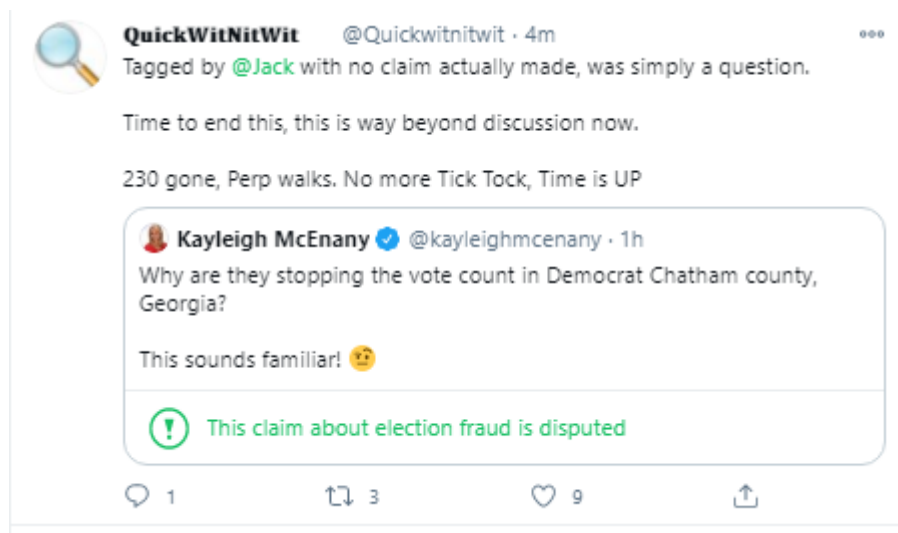 QuickWitNitWit @Quickwitnitwit · 4m
Tagged by @Jack with no claim actually made, was simply a question.
Time to end this, this is way beyond discussion now.
230 gone, Perp walks. No more Tick Tock, Time is UP
Kayleigh McEnany @kayleighmcenany · 1h
Why are they stopping the vote count in Democrat Chatham county,
Georgia?
This sounds familiar! 🤨
This claim about election fraud is disputed
1 3 9